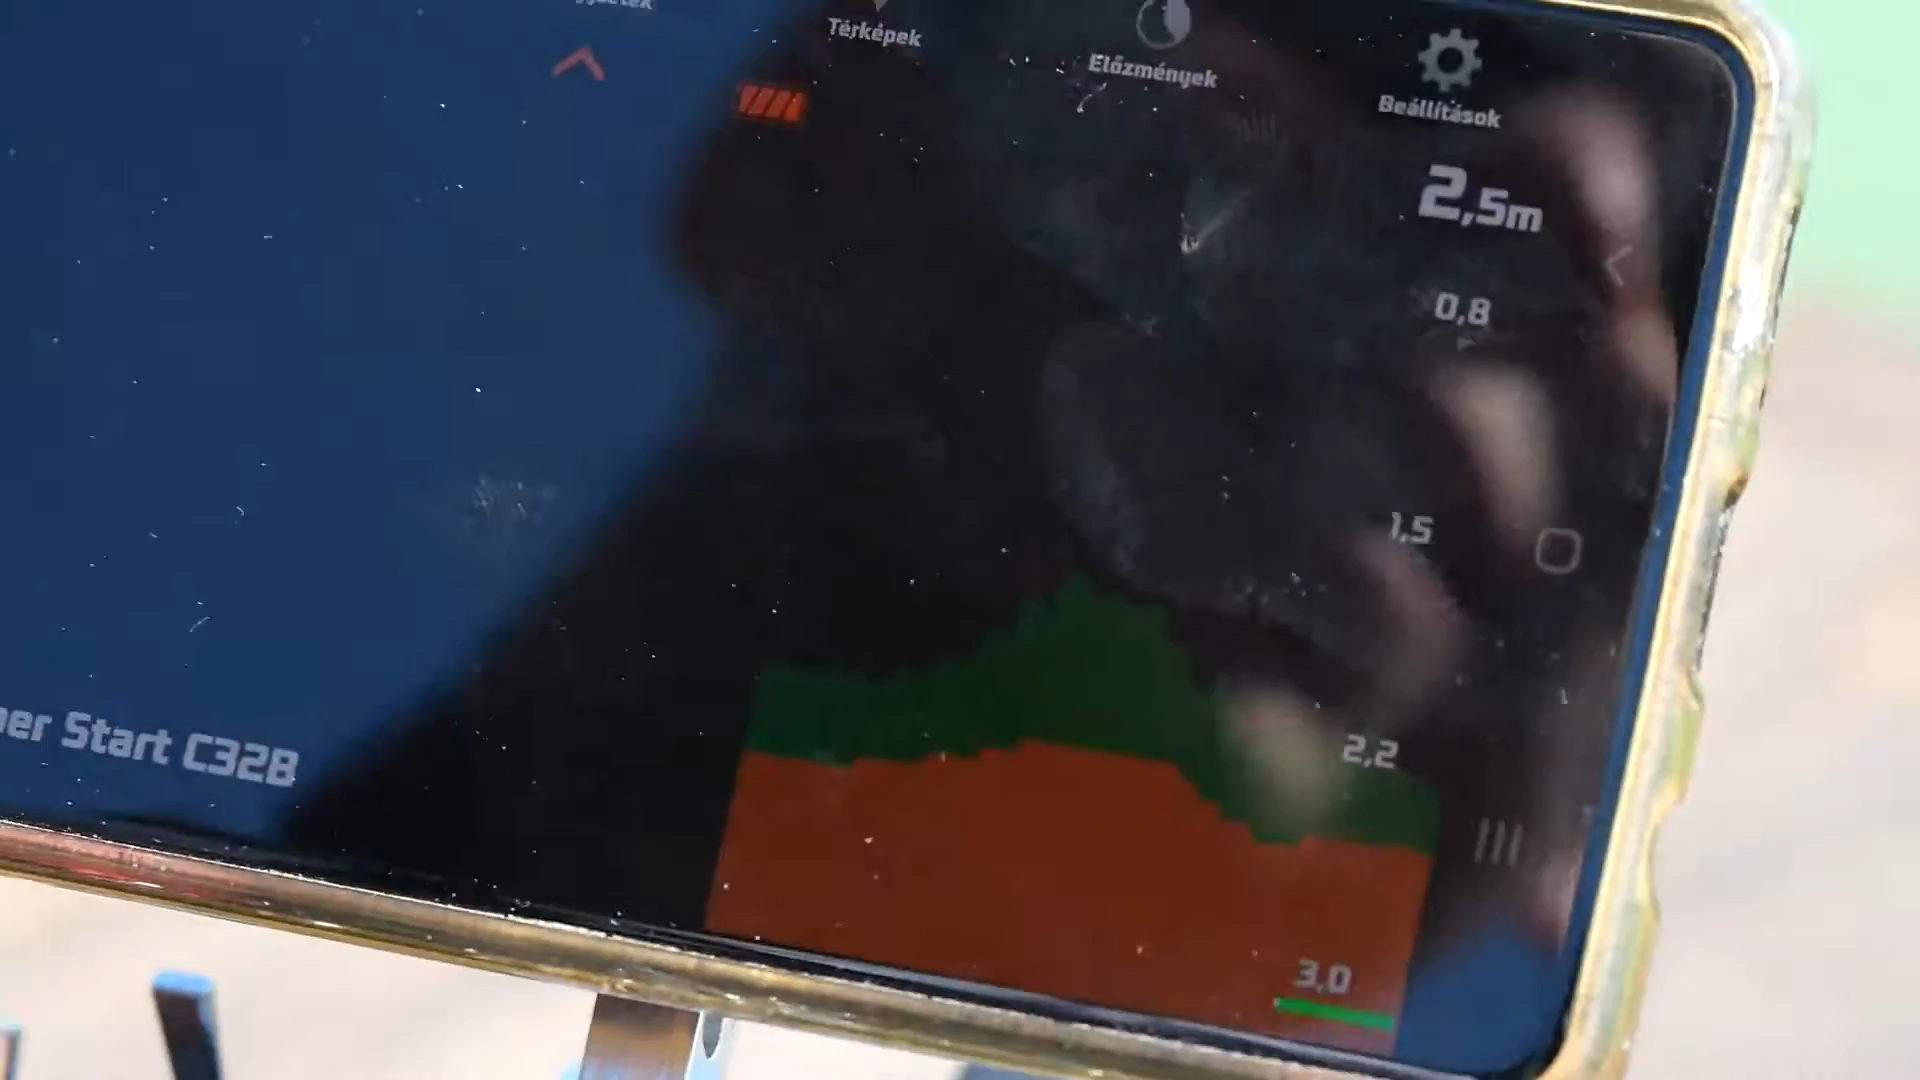 Térképek
Előzmények
Beállítások
2,5m
0,8
1,5
2,2
3,0
Start C32B